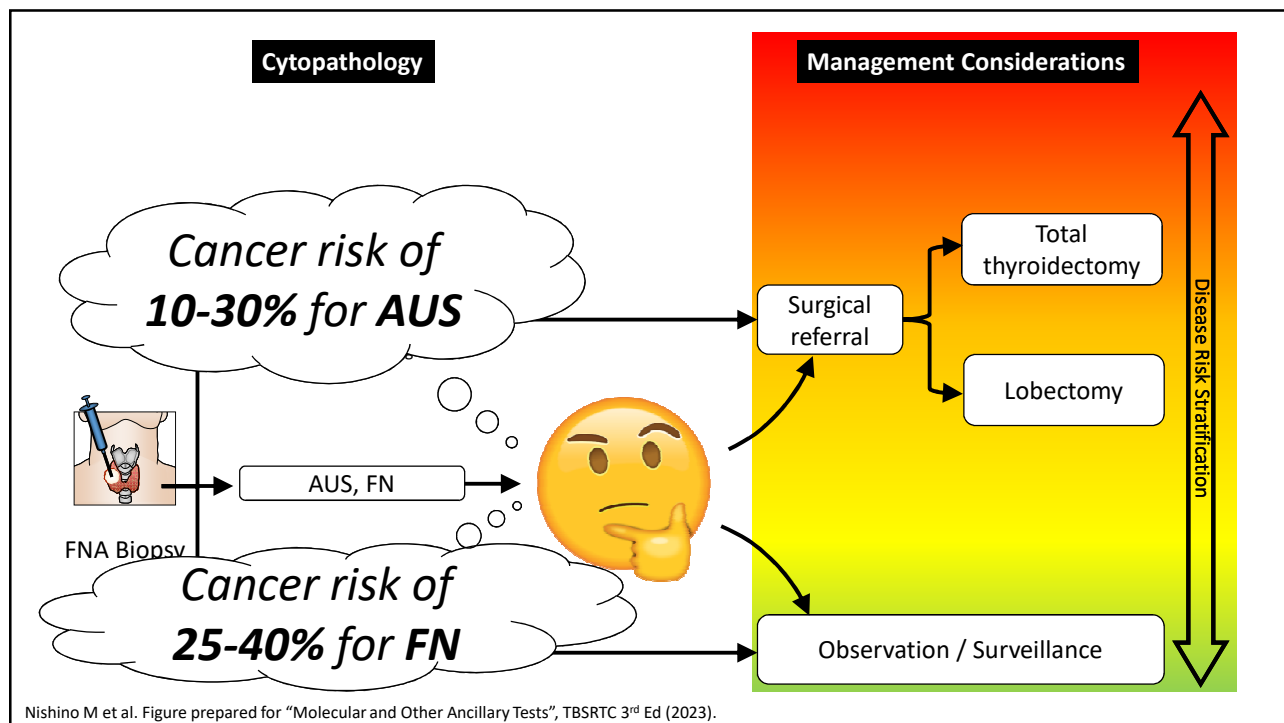 Cytopathology
Management Considerations
Cancer risk of
10-30% for AUS
Surgical
referral
Total
thyroidectomy
Lobectomy
Disease Risk Stratification
AUS, FN
FNA Biopsy
Cancer risk of
25-40% for FN
Observation / Surveillance
Nishino M et al. Figure prepared for “Molecular and Other Ancillary Tests”, TBSRTC 3rd Ed (2023).